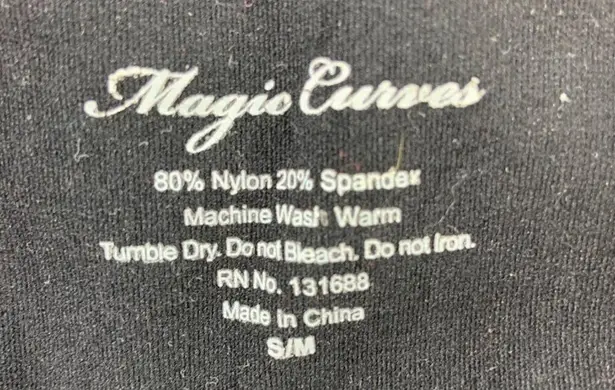 Magic Curves
80% Nylon 20% Spandex
Machine Wash Warm
Tumble Dry. Do not Bleach. Do not Iron.
RN No. 131688
Made In China
S/M